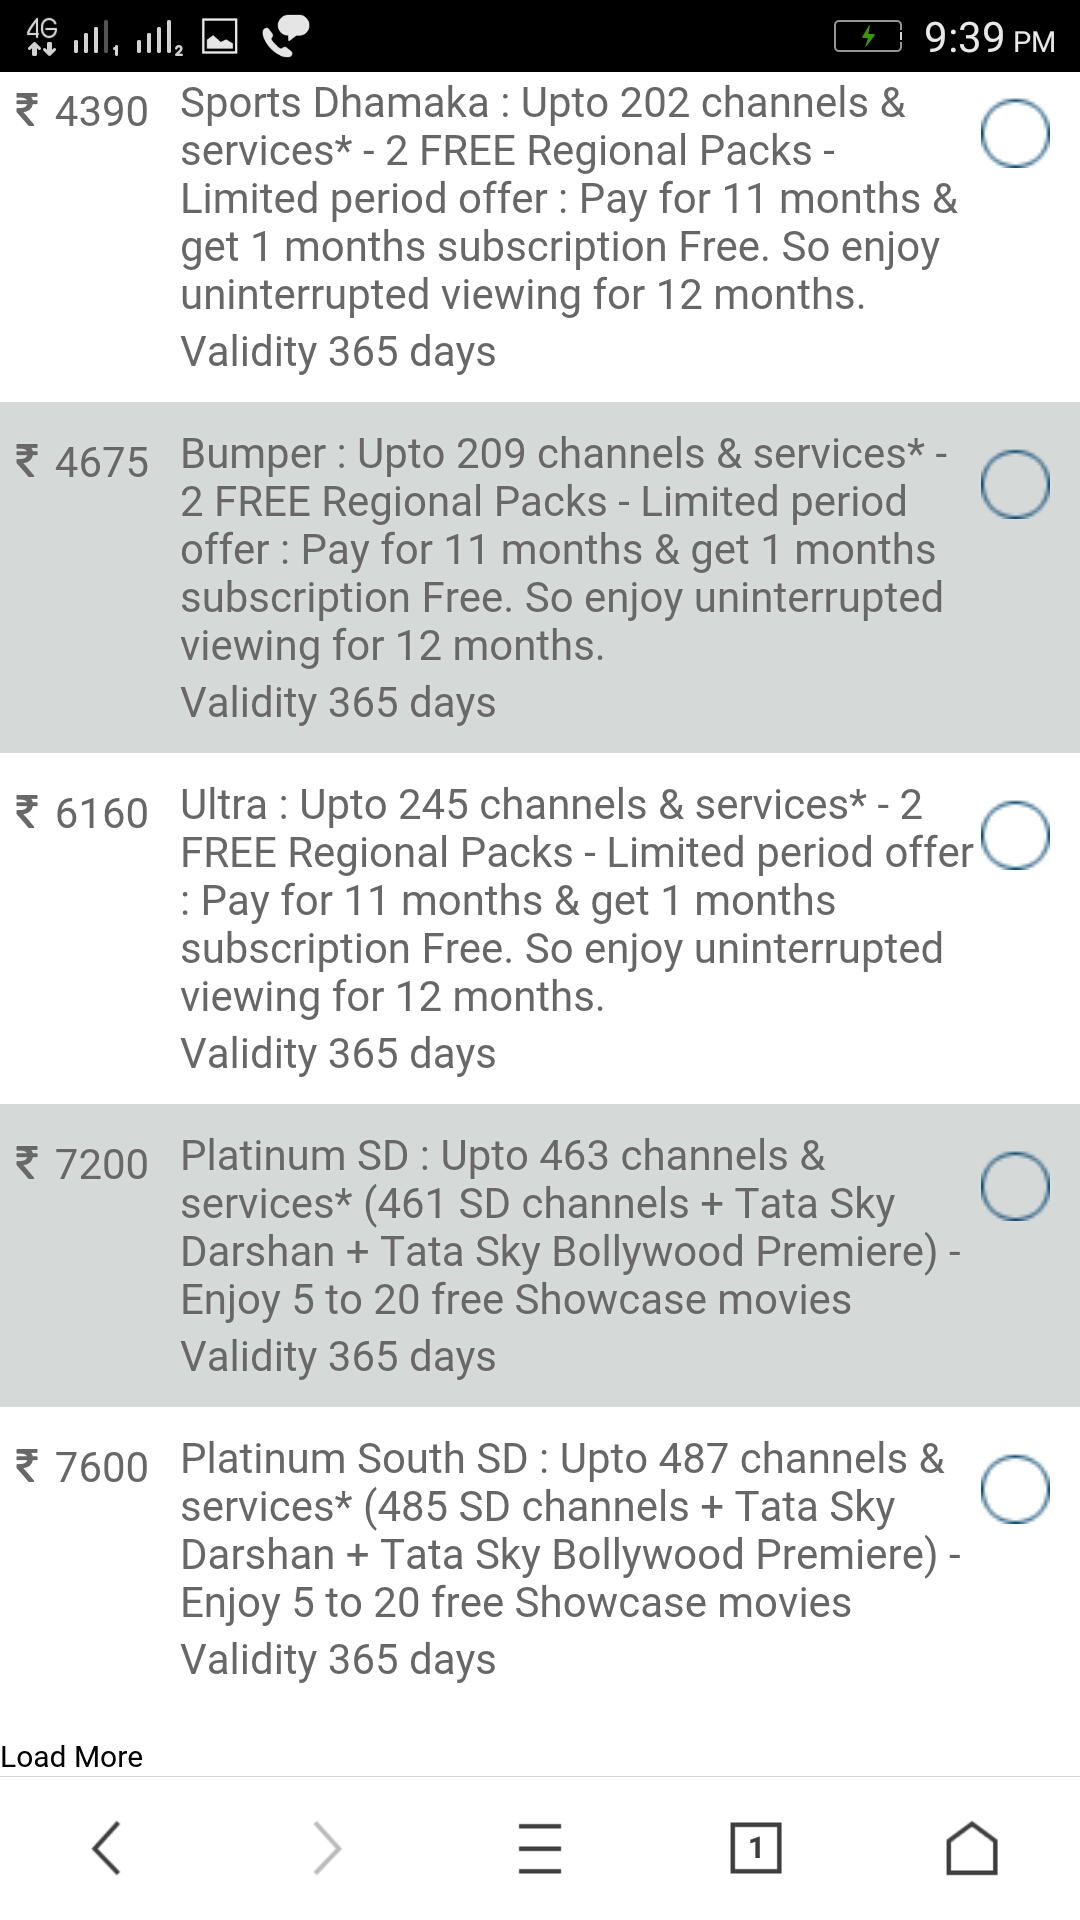 4G 1 2 9:39 PM
₹ 4390 Sports Dhamaka : Upto 202 channels &
services* - 2 FREE Regional Packs -
Limited period offer : Pay for 11 months &
get 1 months subscription Free. So enjoy
uninterrupted viewing for 12 months.
Validity 365 days
₹ 4675 Bumper : Upto 209 channels & services* -
2 FREE Regional Packs - Limited period
offer : Pay for 11 months & get 1 months
subscription Free. So enjoy uninterrupted
viewing for 12 months.
Validity 365 days
₹ 6160 Ultra : Upto 245 channels & services* - 2
FREE Regional Packs - Limited period offer
: Pay for 11 months & get 1 months
subscription Free. So enjoy uninterrupted
viewing for 12 months.
Validity 365 days
₹ 7200 Platinum SD : Upto 463 channels &
services* (461 SD channels + Tata Sky
Darshan + Tata Sky Bollywood Premiere) -
Enjoy 5 to 20 free Showcase movies
Validity 365 days
₹ 7600 Platinum South SD : Upto 487 channels &
services* (485 SD channels + Tata Sky
Darshan + Tata Sky Bollywood Premiere) -
Enjoy 5 to 20 free Showcase movies
Validity 365 days
Load More
1